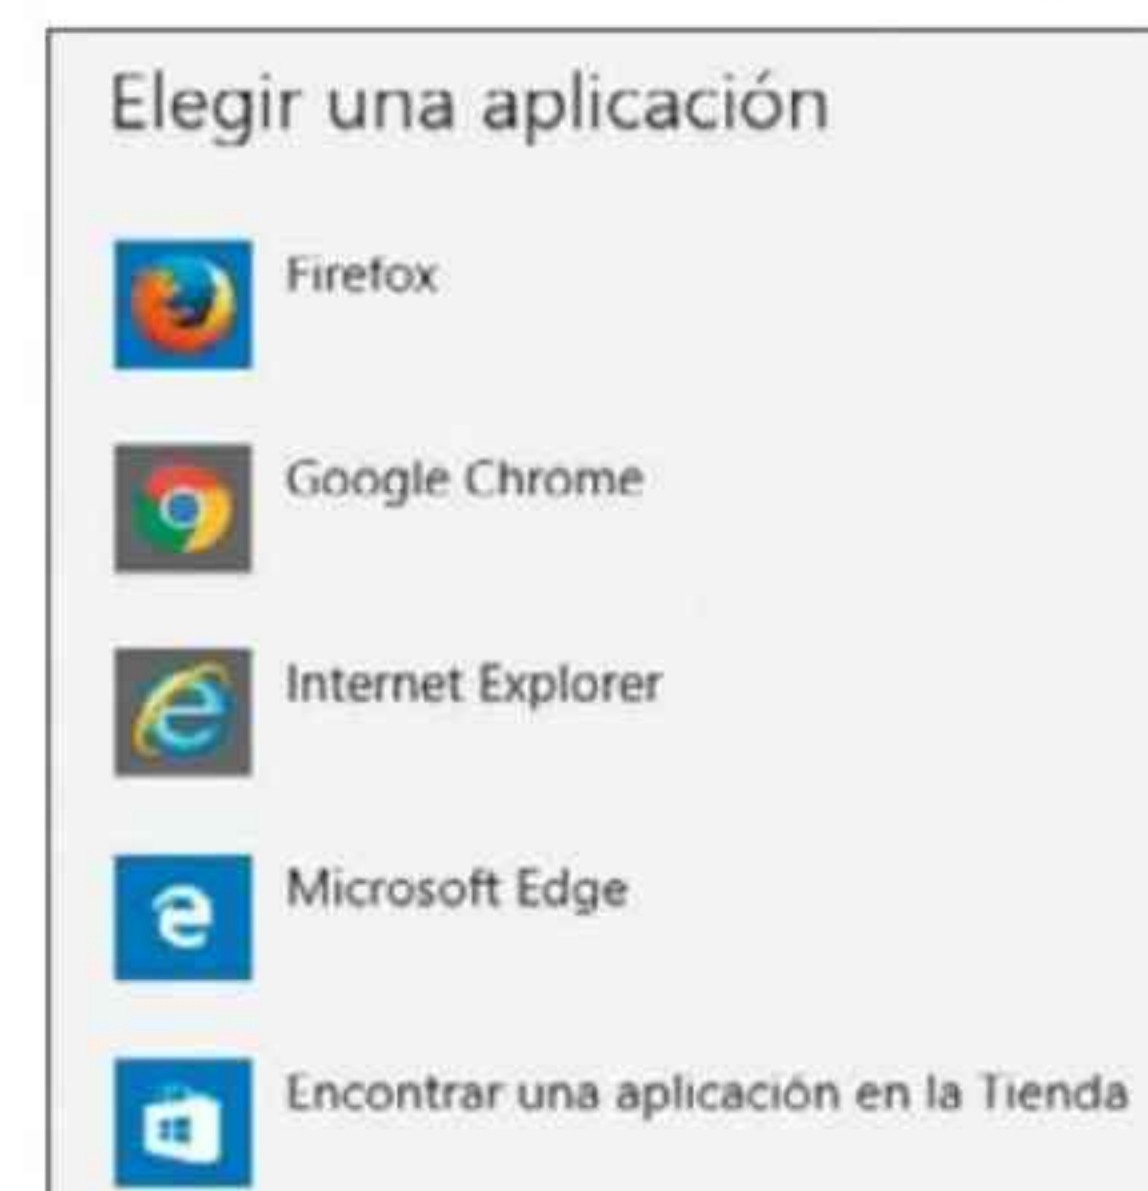 Elegir una aplicación
Firefox
Google Chrome
Internet Explorer
Microsoft Edge
Encontrar una aplicación en la Tienda